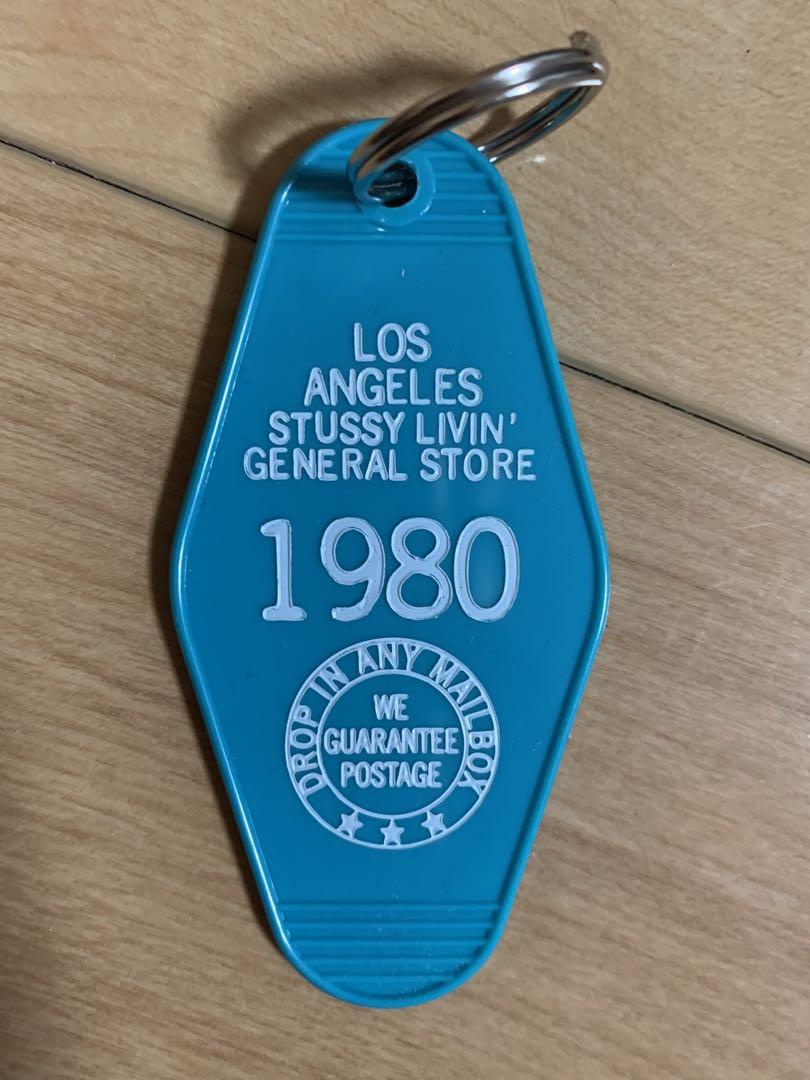 LOS
ANGELES
STUSSY LIVIN'
GENERAL STORE
1980
DROP IN ANY MAILBOX
WE
GUARANTEE
POSTAGE